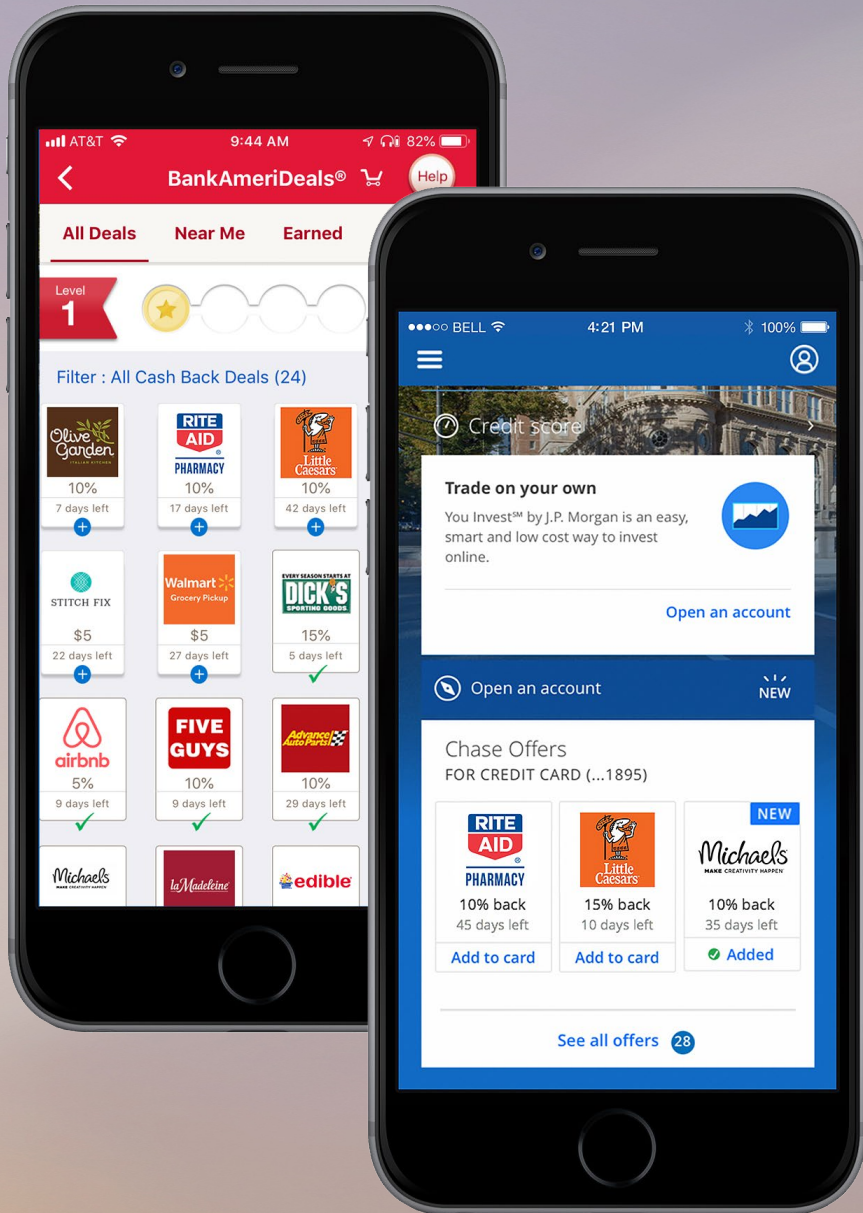 AT&T 9:44 AM 82%
BankAmeriDeals® Help
All Deals Near Me Earned
Level
1
Filter : All Cash Back Deals (24)
Olive Garden
ITALIAN KITCHEN
10%
7 days left
RITE AID
PHARMACY
10%
17 days left
Little Caesars
10%
42 days left
STITCH FIX
$5
22 days left
Walmart
Grocery Pickup
$5
27 days left
EVERY SEASON STARTS AT
DICK'S
SPORTING GOODS
15%
5 days left
airbnb
5%
9 days left
FIVE GUYS
10%
9 days left
Advance Auto Parts
10%
29 days left
Michaels
MAKE CREATIVITY HAPPEN
la Madeleine
edible
BELL 4:21 PM 100%
Credit score
Trade on your own
You Invest℠ by J.P. Morgan is an easy,
smart and low cost way to invest
online.
Open an account
Open an account NEW
Chase Offers
FOR CREDIT CARD (...1895)
RITE AID
PHARMACY
10% back
45 days left
Add to card
Little Caesars
15% back
10 days left
Add to card
NEW
Michaels
MAKE CREATIVITY HAPPEN
10% back
35 days left
Added
See all offers 28